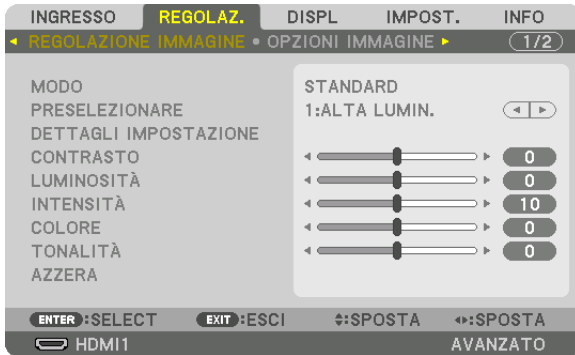 INGRESSO REGOLAZ. DISPL IMPOST. INFO
REGOLAZIONE IMMAGINE • OPZIONI IMMAGINE 1/2
MODO STANDARD
PRESELEZIONARE 1:ALTA LUMIN.
DETTAGLI IMPOSTAZIONE
CONTRASTO 0
LUMINOSITÀ 0
INTENSITÀ 10
COLORE 0
TONALITÀ 0
AZZERA
ENTER :SELECT EXIT :ESCI :SPOSTA :SPOSTA
HDMI1 AVANZATO